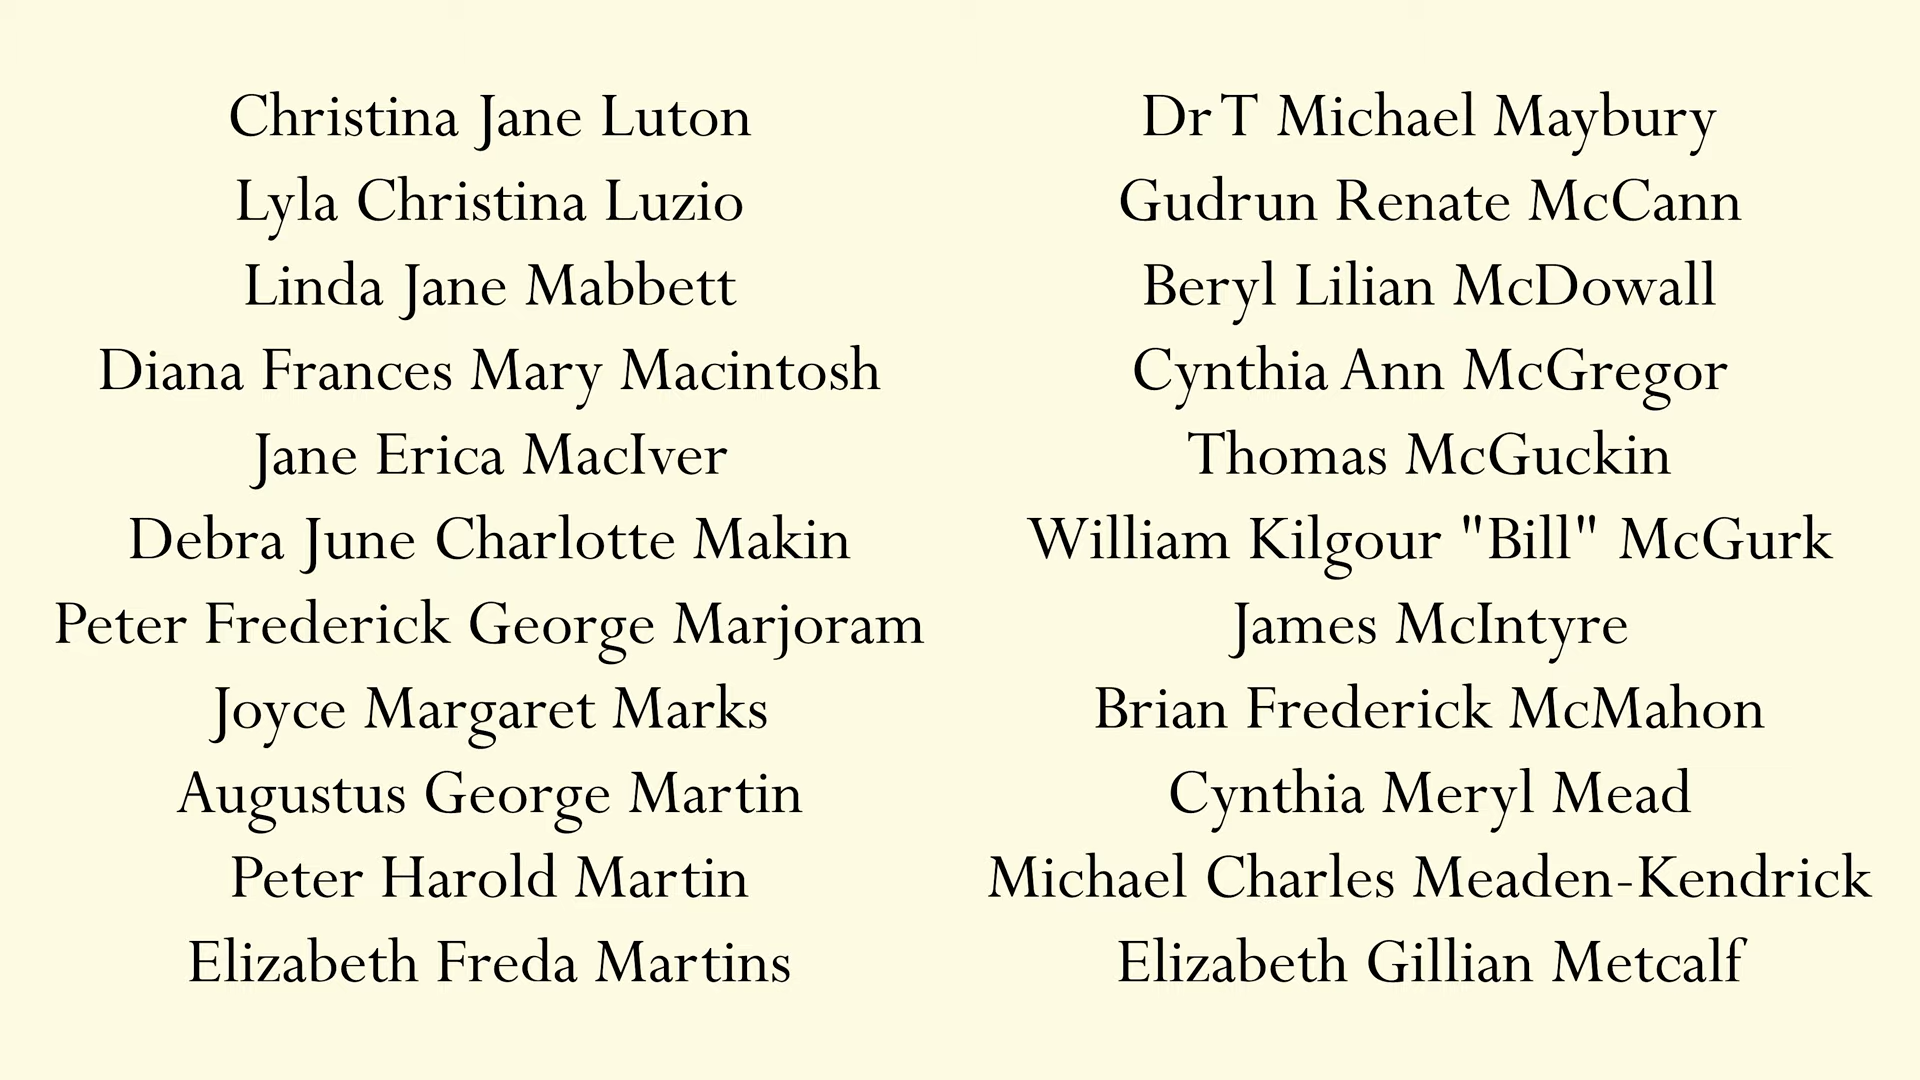 Christina Jane Luton
Lyla Christina Luzio
Linda Jane Mabbett
Diana Frances Mary Macintosh
Jane Erica MacIver
Debra June Charlotte Makin
Peter Frederick George Marjoram
Joyce Margaret Marks
Augustus George Martin
Peter Harold Martin
Elizabeth Freda Martins
Dr T Michael Maybury
Gudrun Renate McCann
Beryl Lilian McDowall
Cynthia Ann McGregor
Thomas McGuckin
William Kilgour "Bill" McGurk
James McIntyre
Brian Frederick McMahon
Cynthia Meryl Mead
Michael Charles Meaden-Kendrick
Elizabeth Gillian Metcalf